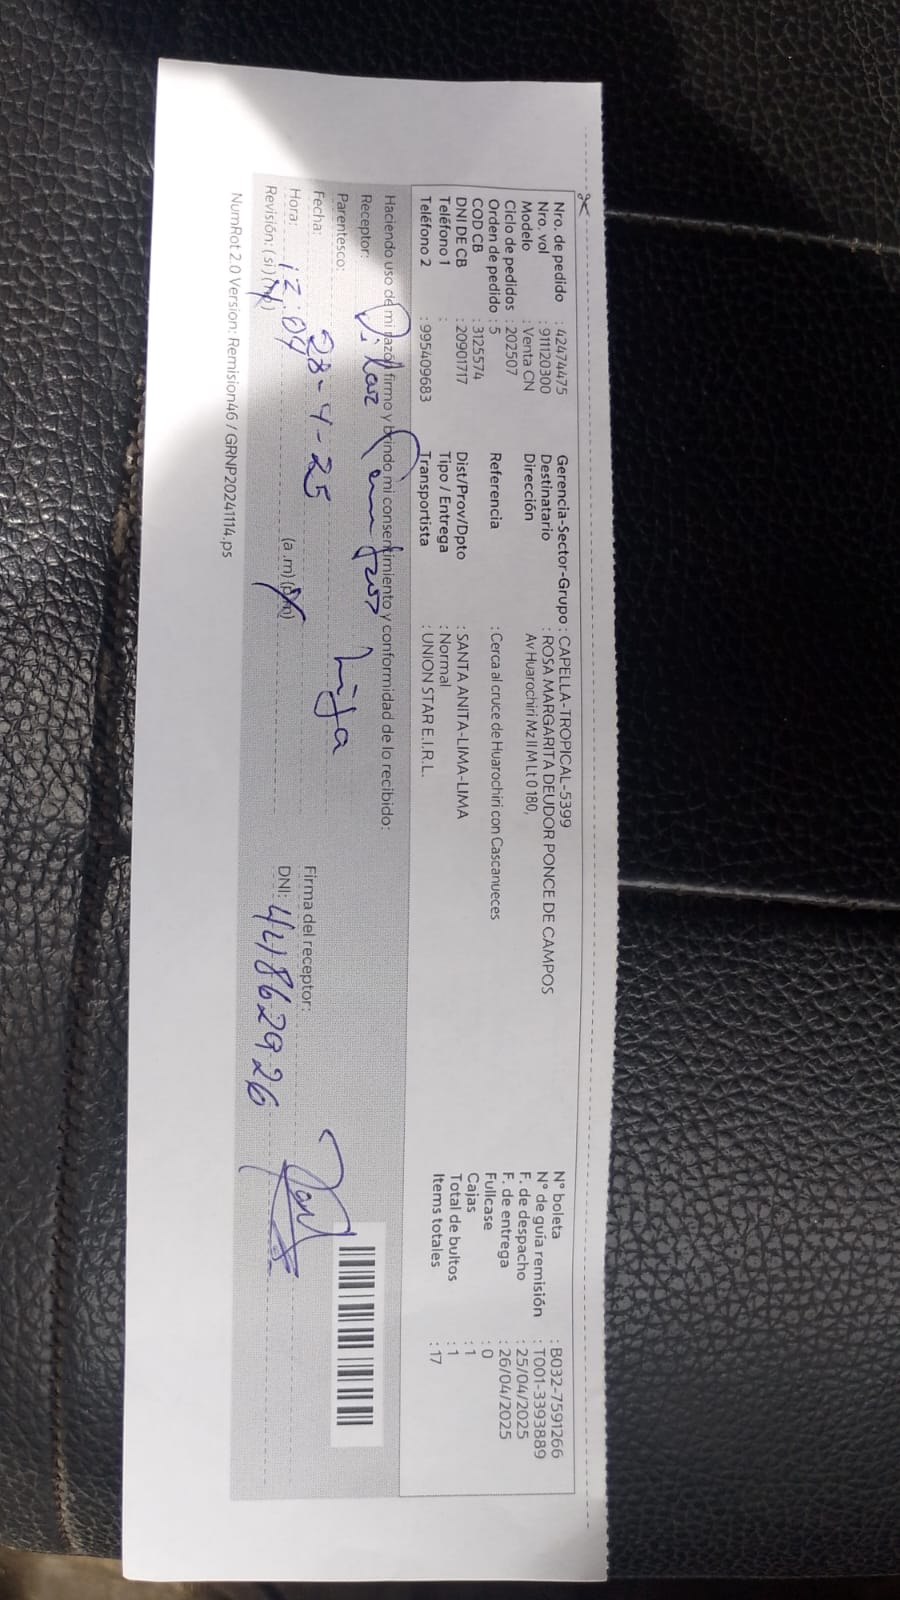 Nro. de pedido : 42474475 Gerencia-Sector-Grupo : CAPELLA-TROPICAL-5399 N° boleta : B032-7591266
Nro. vol : 911120300 Destinatario : ROSA MARGARITA DEUDOR PONCE DE CAMPOS N° de guía remisión : T001-3393889
Modelo : Venta CN Dirección Av Huarochiri Mz II M Lt 0 180, F. de despacho : 25/04/2025
Ciclo de pedidos : 202507 F. de entrega : 26/04/2025
Orden de pedido : 5 Referencia : Cerca al cruce de Huarochiri con Cascanueces Fullcase : 0
COD CB : 3125574 Cajas : 1
DNI DE CB : 20901717 Dist/Prov/Dpto : SANTA ANITA-LIMA-LIMA Total de bultos : 1
Teléfono 1 : Tipo / Entrega : Normal Items totales : 17
Teléfono 2 : 995409683 Transportista : UNION STAR E.I.R.L.
Haciendo uso de mi razón firmo y brindo mi consentimiento y conformidad de lo recibido:
Receptor:
Parentesco: hija
Fecha: 28-4-25 Firma del receptor:
Hora: 12:04 (a .m) (p.m) DNI: 44862926
Revisión: (si) (no)
NumRot 2.0 Version: Remision46 / GRNP20241114.ps